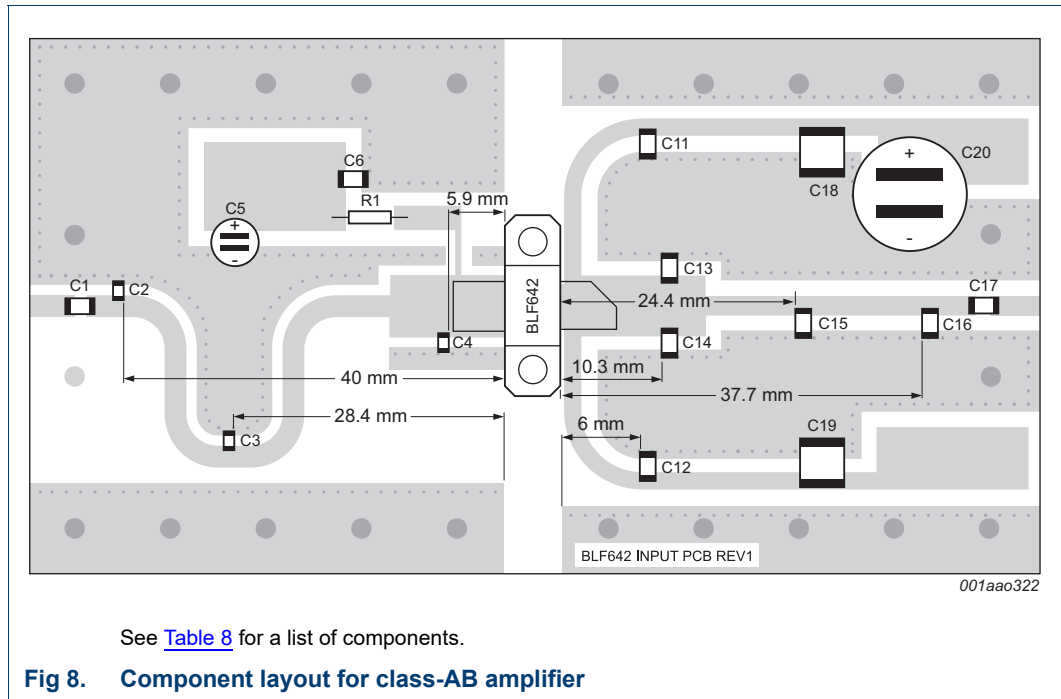 C11
C6
C18
+
C20
-
R1
5.9 mm
C5
+
-
C13
C1
C2
BLF642
24.4 mm
C17
C4
C14
C15
C16
10.3 mm
40 mm
37.7 mm
28.4 mm
6 mm
C19
C3
C12
BLF642 INPUT PCB REV1
001aao322
See Table 8 for a list of components.
Fig 8. Component layout for class-AB amplifier